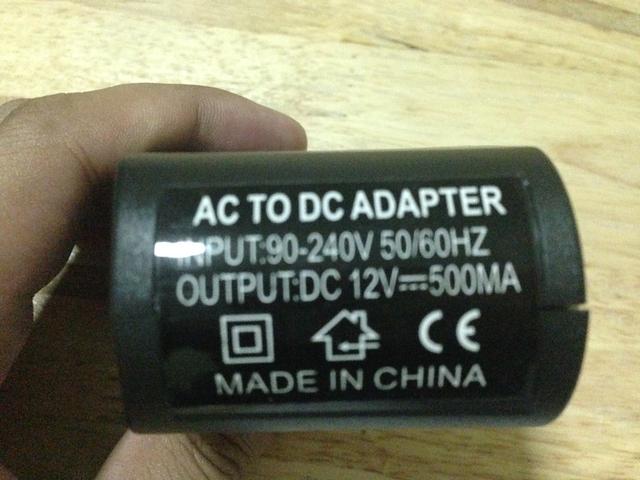 AC TO DC ADAPTER
INPUT:90-240V 50/60HZ
OUTPUT:DC 12V⎓500MA
CE
MADE IN CHINA